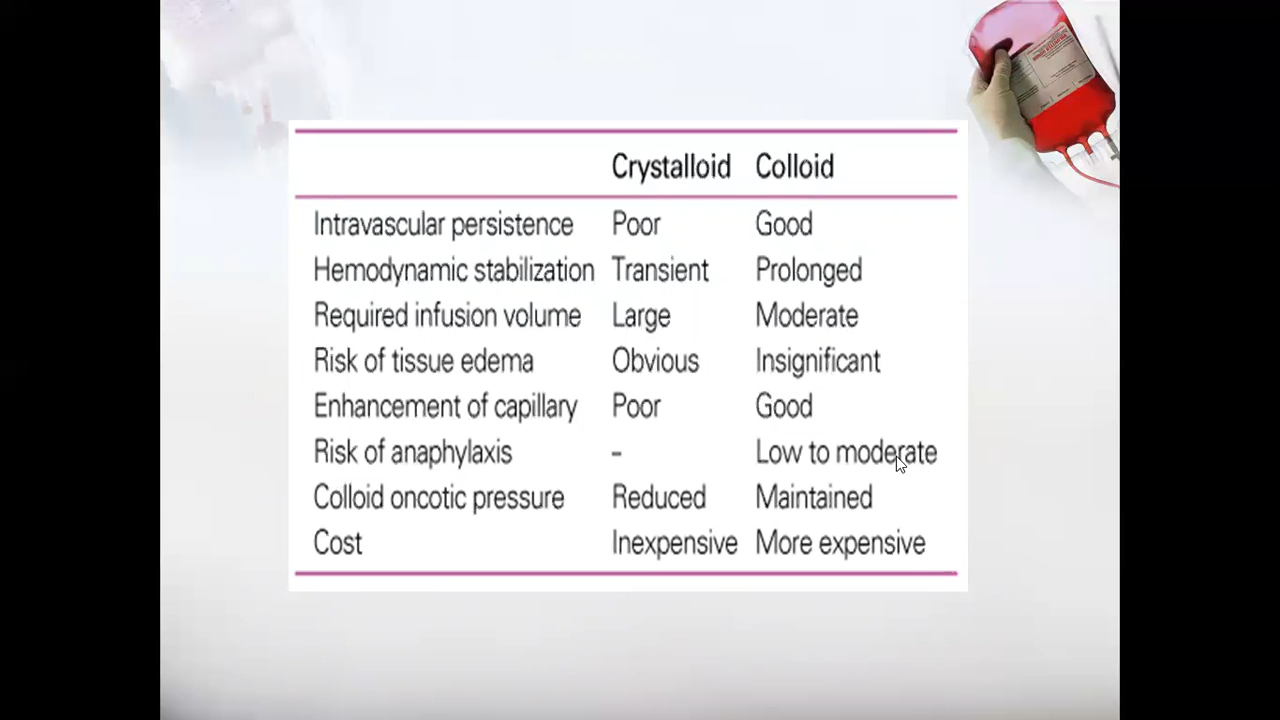 Crystalloid Colloid
Intravascular persistence Poor Good
Hemodynamic stabilization Transient Prolonged
Required infusion volume Large Moderate
Risk of tissue edema Obvious Insignificant
Enhancement of capillary Poor Good
Risk of anaphylaxis – Low to moderate
Colloid oncotic pressure Reduced Maintained
Cost Inexpensive More expensive